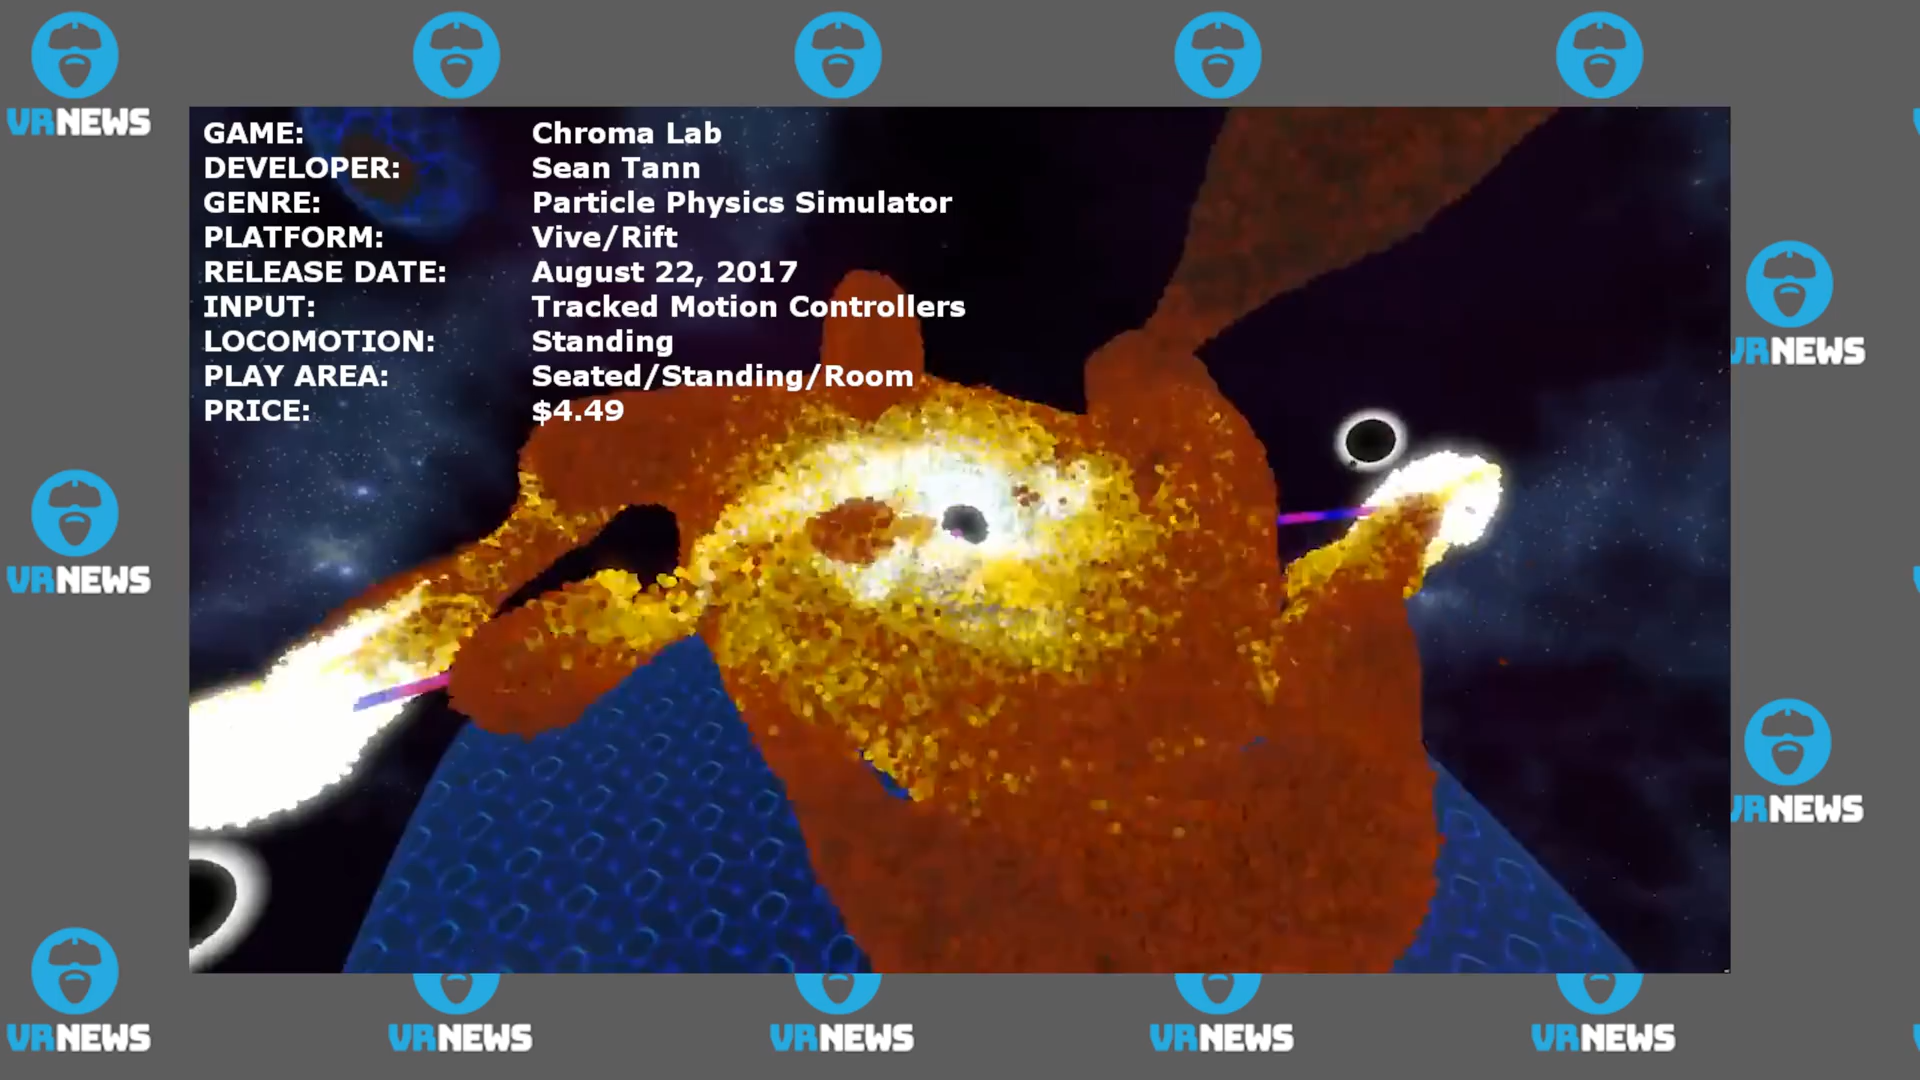 VRNEWS
GAME: Chroma Lab
DEVELOPER: Sean Tann
GENRE: Particle Physics Simulator
PLATFORM: Vive/Rift
RELEASE DATE: August 22, 2017
INPUT: Tracked Motion Controllers
LOCOMOTION: Standing
PLAY AREA: Seated/Standing/Room
PRICE: $4.49
VRNEWS
VRNEWS
VRNEWS
VRNEWS
VRNEWS
VRNEWS
VRNEWS
VRNEWS